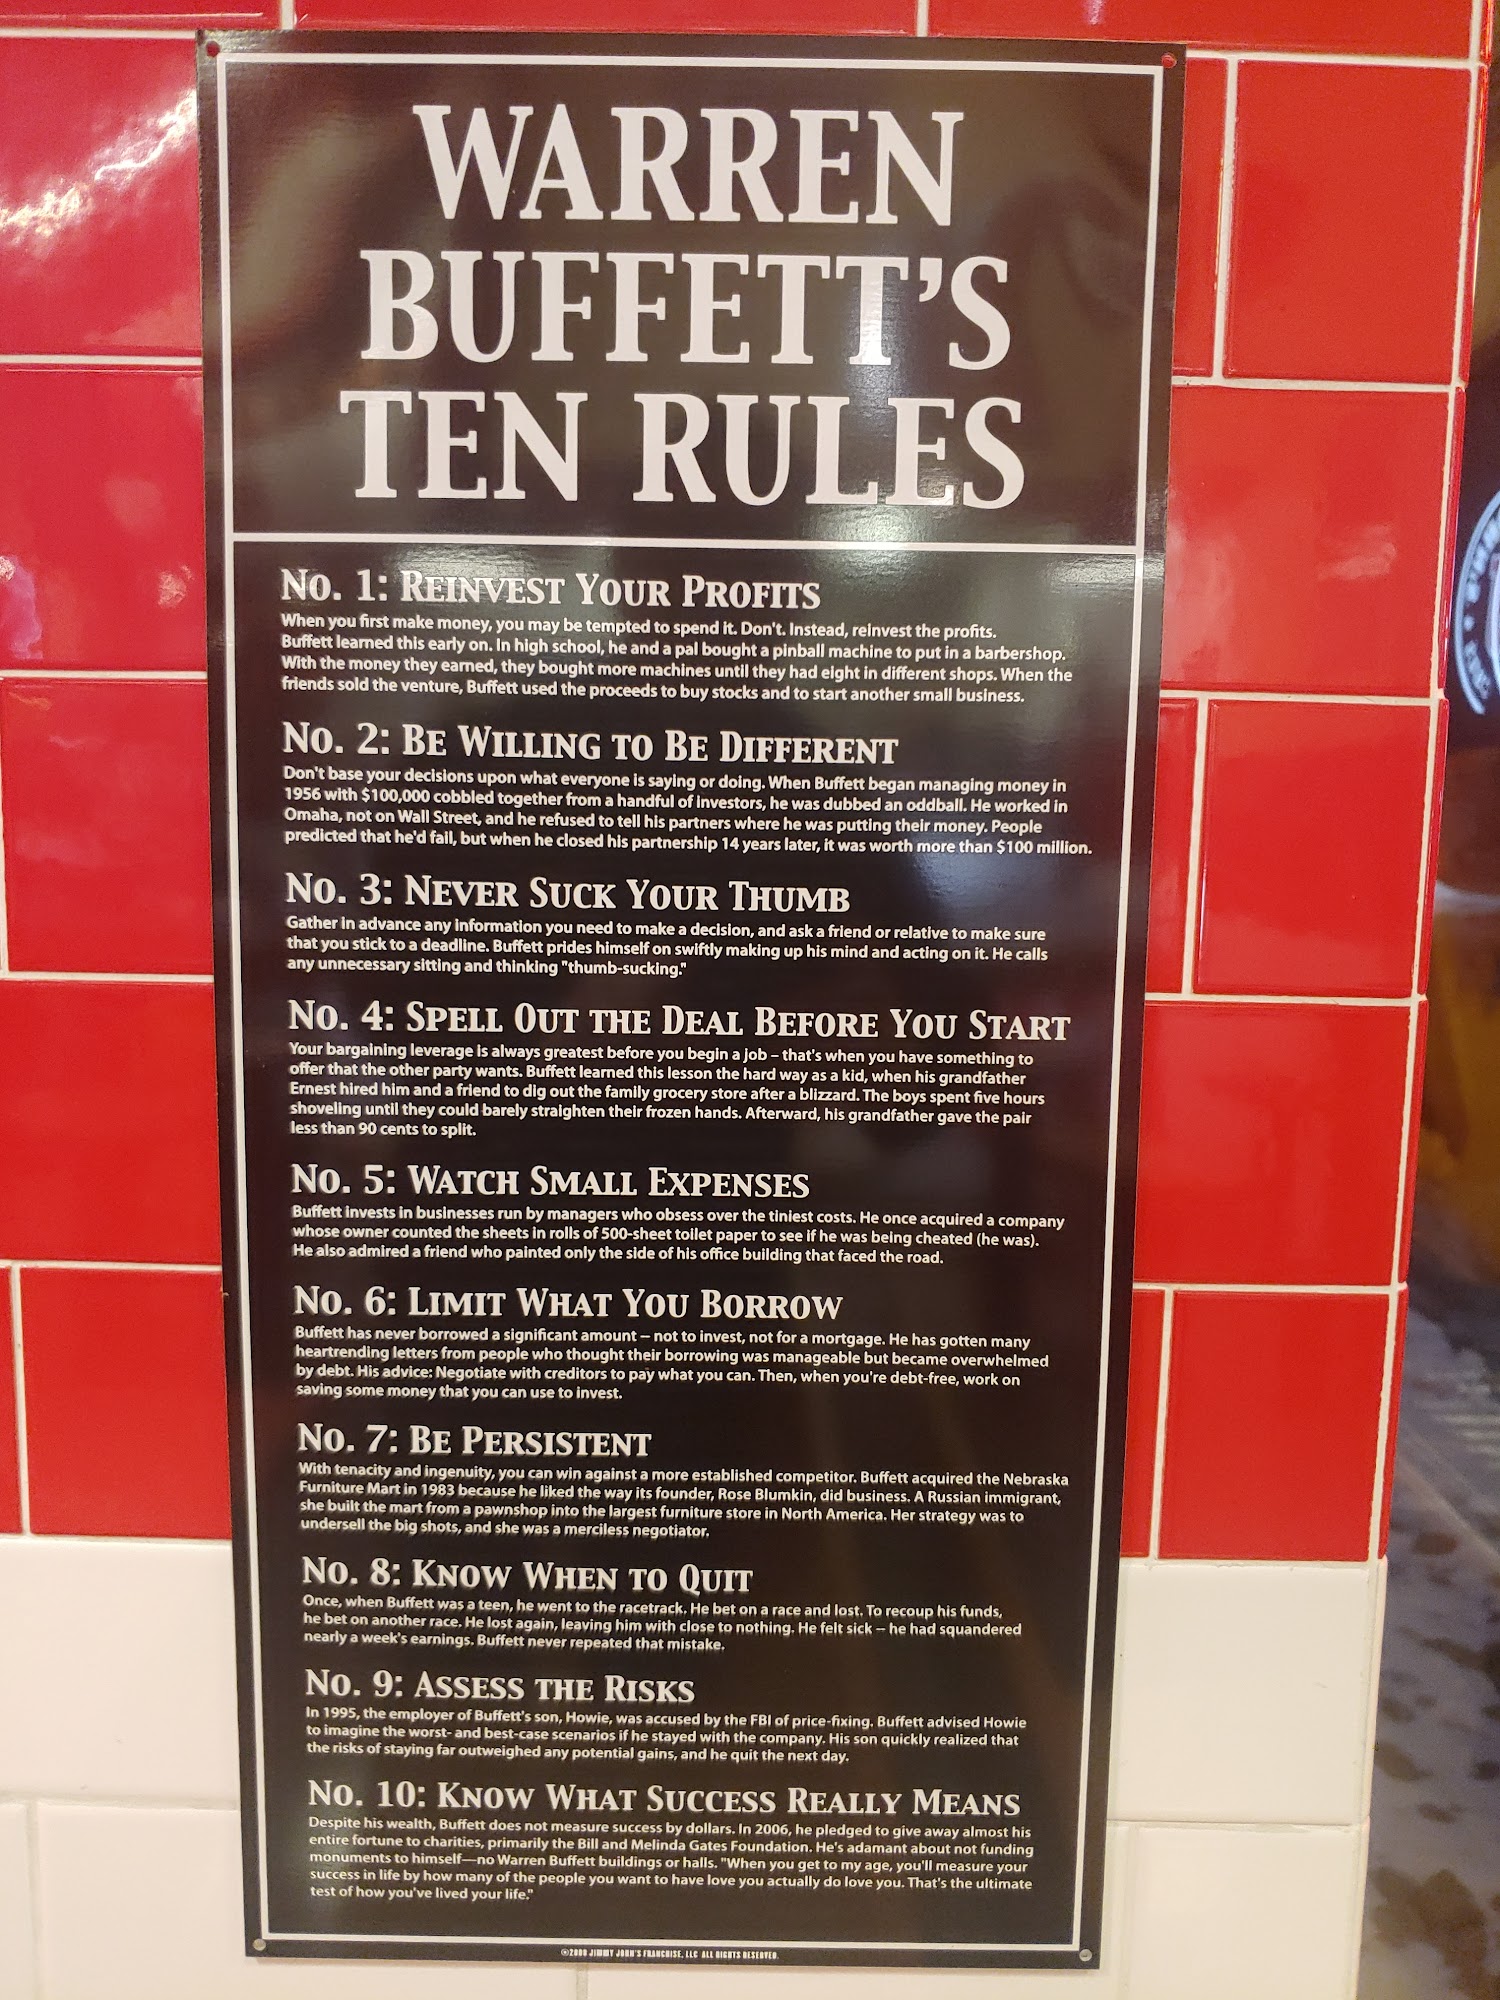 WARREN
BUFFETT'S
TEN RULES
No. 1: Reinvest Your Profits
When you first make money, you may be tempted to spend it. Don't. Instead, reinvest the profits.
Buffett learned this early on. In high school, he and a pal bought a pinball machine to put in a barbershop.
With the money they earned, they bought more machines until they had eight in different shops. When the
friends sold the venture, Buffett used the proceeds to buy stocks and to start another small business.
No. 2: Be Willing to Be Different
Don't base your decisions upon what everyone is saying or doing. When Buffett began managing money in
1956 with $100,000 cobbled together from a handful of investors, he was dubbed an oddball. He worked in
Omaha, not on Wall Street, and he refused to tell his partners where he was putting their money. People
predicted that he'd fail, but when he closed his partnership 14 years later, it was worth more than $100 million.
No. 3: Never Suck Your Thumb
Gather in advance any information you need to make a decision, and ask a friend or relative to make sure
that you stick to a deadline. Buffett prides himself on swiftly making up his mind and acting on it. He calls
any unnecessary sitting and thinking "thumb-sucking."
No. 4: Spell Out the Deal Before You Start
Your bargaining leverage is always greatest before you begin a job – that's when you have something to
offer that the other party wants. Buffett learned this lesson the hard way as a kid, when his grandfather
Ernest hired him and a friend to dig out the family grocery store after a blizzard. The boys spent five hours
shoveling until they could barely straighten their frozen hands. Afterward, his grandfather gave the pair
less than 90 cents to split.
No. 5: Watch Small Expenses
Buffett invests in businesses run by managers who obsess over the tiniest costs. He once acquired a company
whose owner counted the sheets in rolls of 500-sheet toilet paper to see if he was being cheated (he was).
He also admired a friend who painted only the side of his office building that faced the road.
No. 6: Limit What You Borrow
Buffett has never borrowed a significant amount – not to invest, not for a mortgage. He has gotten many
heartrending letters from people who thought their borrowing was manageable but became overwhelmed
by debt. His advice: Negotiate with creditors to pay what you can. Then, when you're debt-free, work on
saving some money that you can use to invest.
No. 7: Be Persistent
With tenacity and ingenuity, you can win against a more established competitor. Buffett acquired the Nebraska
Furniture Mart in 1983 because he liked the way its founder, Rose Blumkin, did business. A Russian immigrant,
she built the mart from a pawnshop into the largest furniture store in North America. Her strategy was to
undersell the big shots, and she was a merciless negotiator.
No. 8: Know When to Quit
Once, when Buffett was a teen, he went to the racetrack. He bet on a race and lost. To recoup his funds,
he bet on another race. He lost again, leaving him with close to nothing. He felt sick – he had squandered
nearly a week's earnings. Buffett never repeated that mistake.
No. 9: Assess the Risks
In 1995, the employer of Buffett's son, Howie, was accused by the FBI of price-fixing. Buffett advised Howie
to imagine the worst- and best-case scenarios if he stayed with the company. His son quickly realized that
the risks of staying far outweighed any potential gains, and he quit the next day.
No. 10: Know What Success Really Means
Despite his wealth, Buffett does not measure success by dollars. In 2006, he pledged to give away almost his
entire fortune to charities, primarily the Bill and Melinda Gates Foundation. He's adamant about not funding
monuments to himself—no Warren Buffett buildings or halls. "When you get to my age, you'll measure your
success in life by how many of the people you want to have love you actually do love you. That's the ultimate
test of how you've lived your life."
JIMMY JOHN'S FRANCHISE, LLC ALL RIGHTS RESERVED.